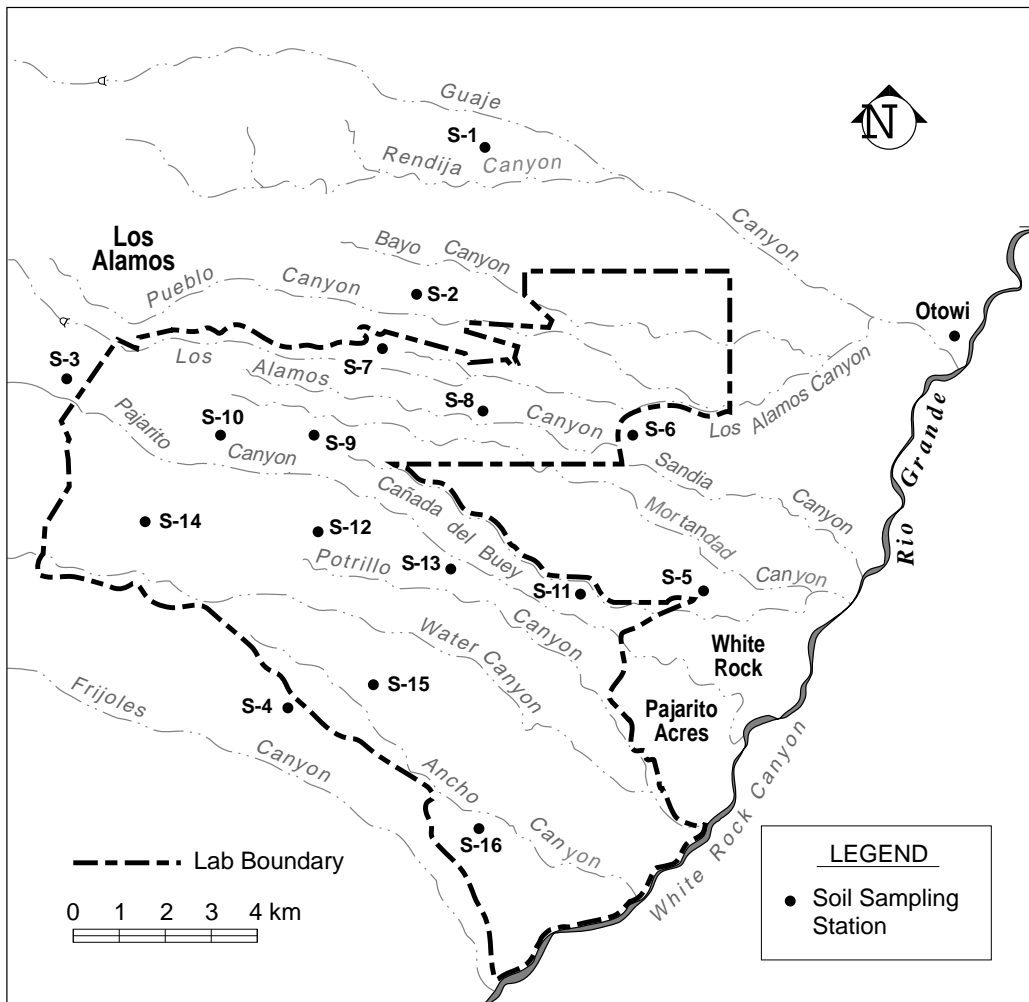 Guaje
Canyon
N
S-1
Rendija Canyon
Los
Alamos
Bayo Canyon
Pueblo Canyon
S-2
Otowi
S-3
S-7
Los Alamos Canyon
S-8
Los Alamos Canyon
S-10
S-9
S-6
Rio Grande
Pajarito Canyon
Sandia Canyon
Cañada del Buey
Mortandad Canyon
S-14
S-12
S-13
Potrillo Canyon
S-11
S-5
Water Canyon
White
Rock
S-15
Frijoles Canyon
S-4
Pajarito
Acres
Ancho Canyon
S-16
White Rock Canyon
Lab Boundary
0 1 2 3 4 km
LEGEND
Soil Sampling
Station